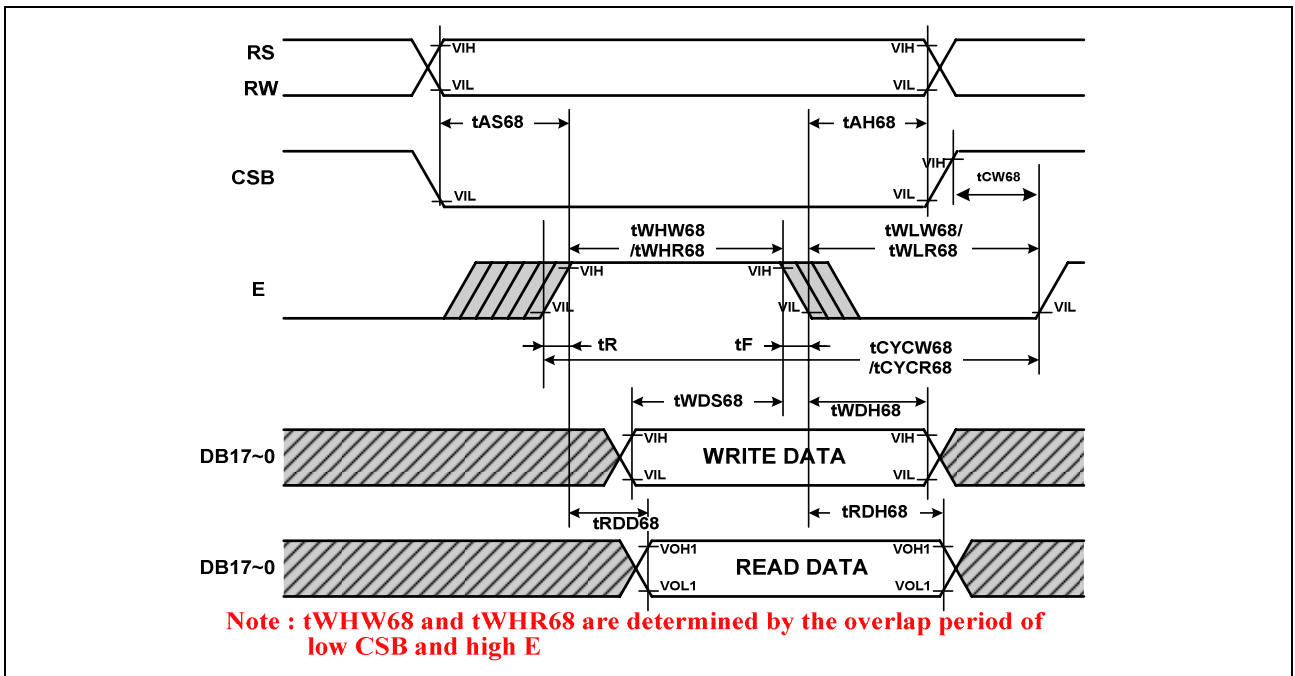 RS
VIH
VIH
RW
VIL
VIL
tAS68
tAH68
CSB
VIH
tCW68
VIL
VIL
tWHW68
/tWHR68
tWLW68/
tWLR68
E
VIH
VIH
VIL
VIL
VIL
tR
tF
tCYCW68
/tCYCR68
tWDS68
tWDH68
DB17~0
VIH
WRITE DATA
VIH
VIL
VIL
tRDD68
tRDH68
DB17~0
VOH1
READ DATA
VOH1
VOL1
VOL1
Note : tWHW68 and tWHR68 are determined by the overlap period of
low CSB and high E